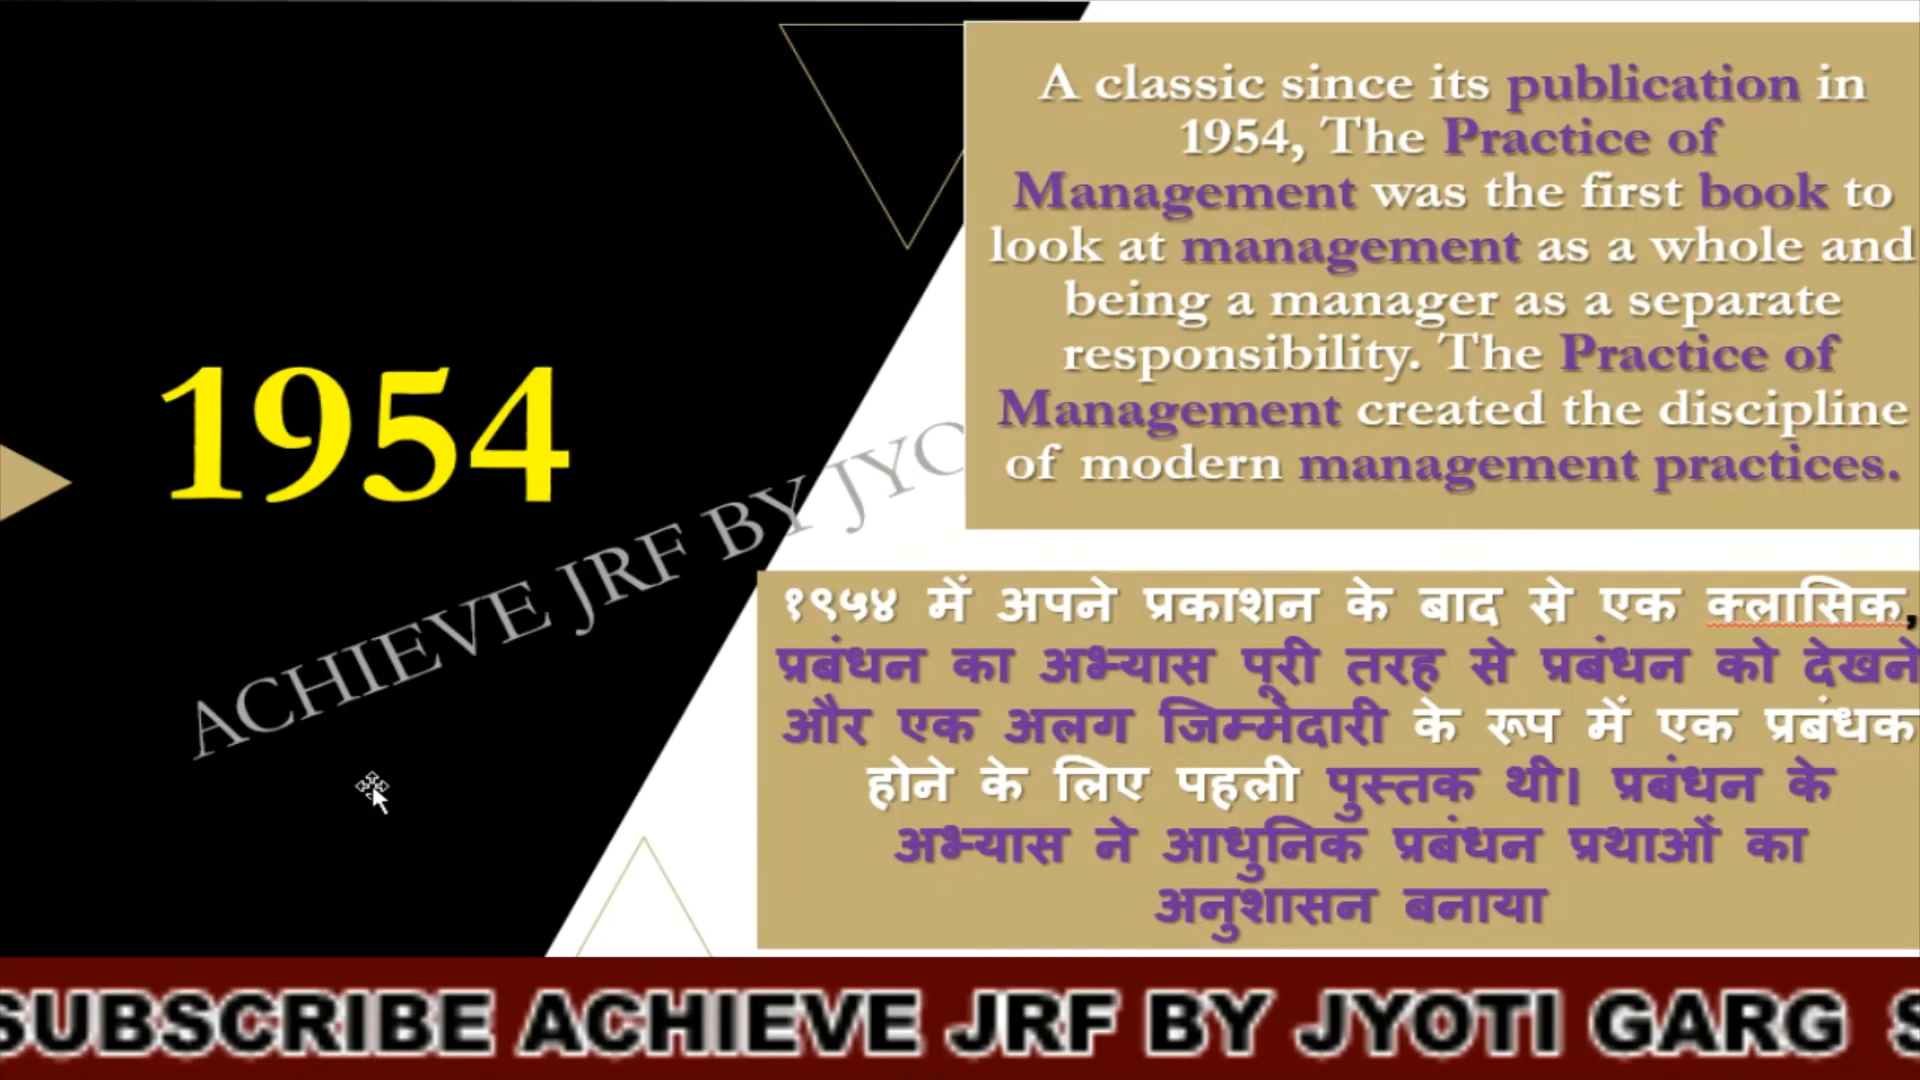 1954
A classic since its publication in
1954, The Practice of
Management was the first book to
look at management as a whole and
being a manager as a separate
responsibility. The Practice of
Management created the discipline
of modern management practices.
ACHIEVE JRF BY JYO
१९५४ में अपने प्रकाशन के बाद से एक क्लासिक,
प्रबंधन का अभ्यास पूरी तरह से प्रबंधन को देखने
और एक अलग जिम्मेदारी के रूप में एक प्रबंधक
होने के लिए पहली पुस्तक थी। प्रबंधन के
अभ्यास ने आधुनिक प्रबंधन प्रथाओं का
अनुशासन बनाया
SUBSCRIBE ACHIEVE JRF BY JYOTI GARG S